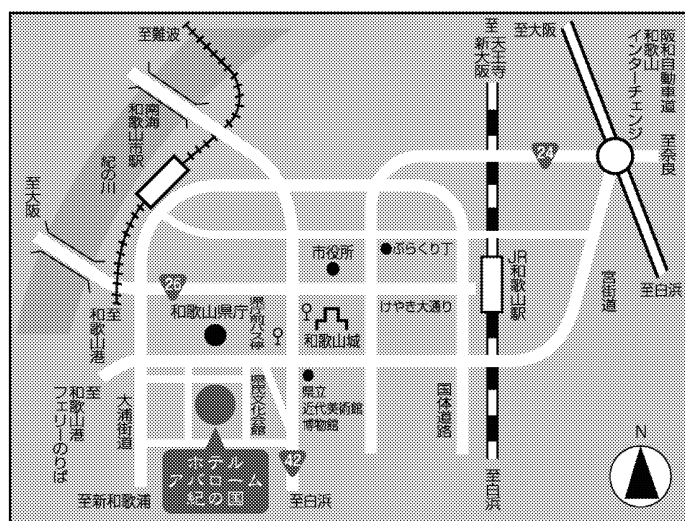 至難波
南海
和歌山市駅
紀の川
至大阪
至
新大阪
天王寺
至大阪
阪和自動車道
和歌山
インターチェンジ
至奈良
24
26
市役所
ぶらくり丁
JR和歌山駅
宮街道
至白浜
至
和歌山港
和歌山県庁
県庁前バス停
和歌山城
けやき大通り
至
和歌山港
フェリーのりば
大浦街道
県民文化会館
県立
近代美術館
博物館
国体道路
ホテル
アバローム
紀の国
42
至新和歌浦
至白浜
至白浜
N